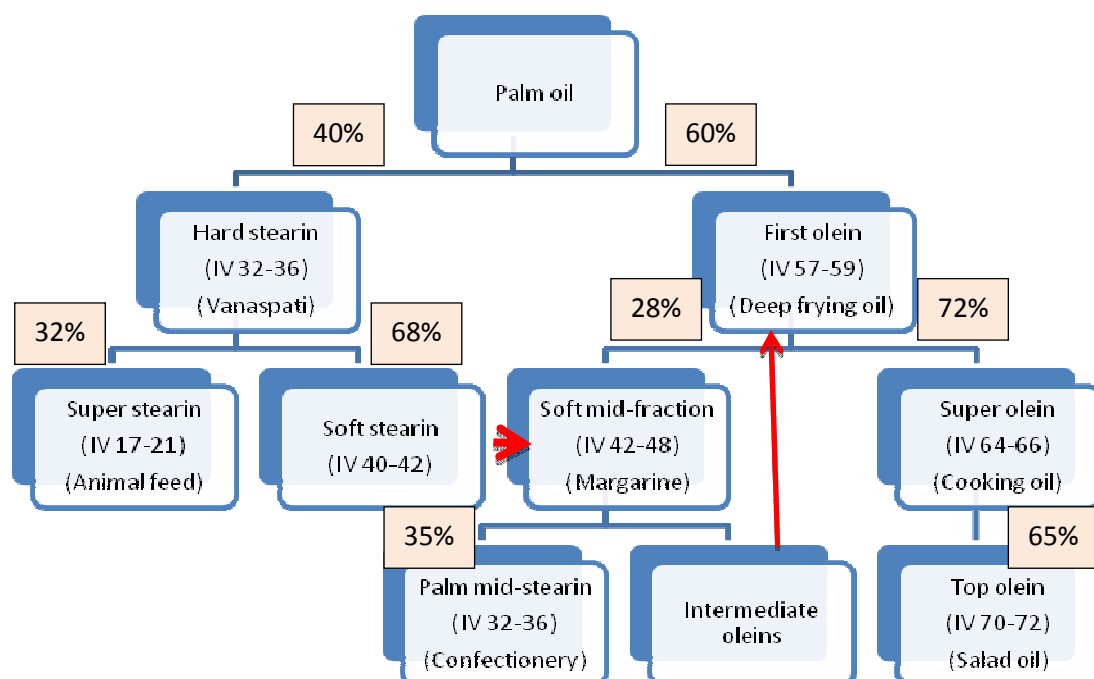 Palm oil
40%
60%
Hard stearin
(IV 32-36)
(Vanaspati)
First olein
(IV 57-59)
(Deep frying oil)
32%
68%
28%
72%
Super stearin
(IV 17-21)
(Animal feed)
Soft stearin
(IV 40-42)
Soft mid-fraction
(IV 42-48)
(Margarine)
Super olein
(IV 64-66)
(Cooking oil)
35%
65%
Palm mid-stearin
(IV 32-36)
(Confectionery)
Intermediate
oleins
Top olein
(IV 70-72)
(Salad oil)